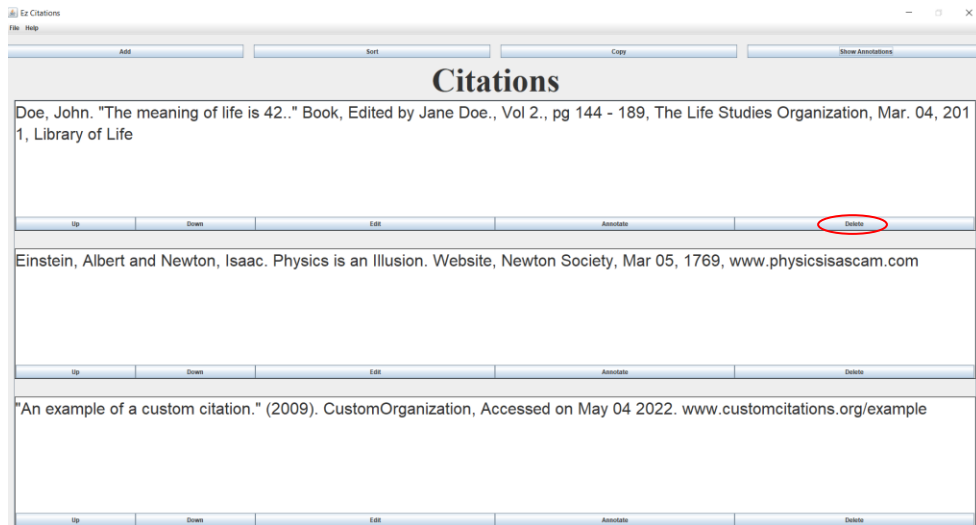 Ez Citations
File Help
Add Sort Copy Show Annotations
Citations
Doe, John. "The meaning of life is 42.." Book, Edited by Jane Doe., Vol 2., pg 144 - 189, The Life Studies Organization, Mar. 04, 201
1, Library of Life
Up Down Edit Annotate Delete
Einstein, Albert and Newton, Isaac. Physics is an Illusion. Website, Newton Society, Mar 05, 1769, www.physicsisascam.com
Up Down Edit Annotate Delete
"An example of a custom citation." (2009). CustomOrganization, Accessed on May 04 2022. www.customcitations.org/example
Up Down Edit Annotate Delete